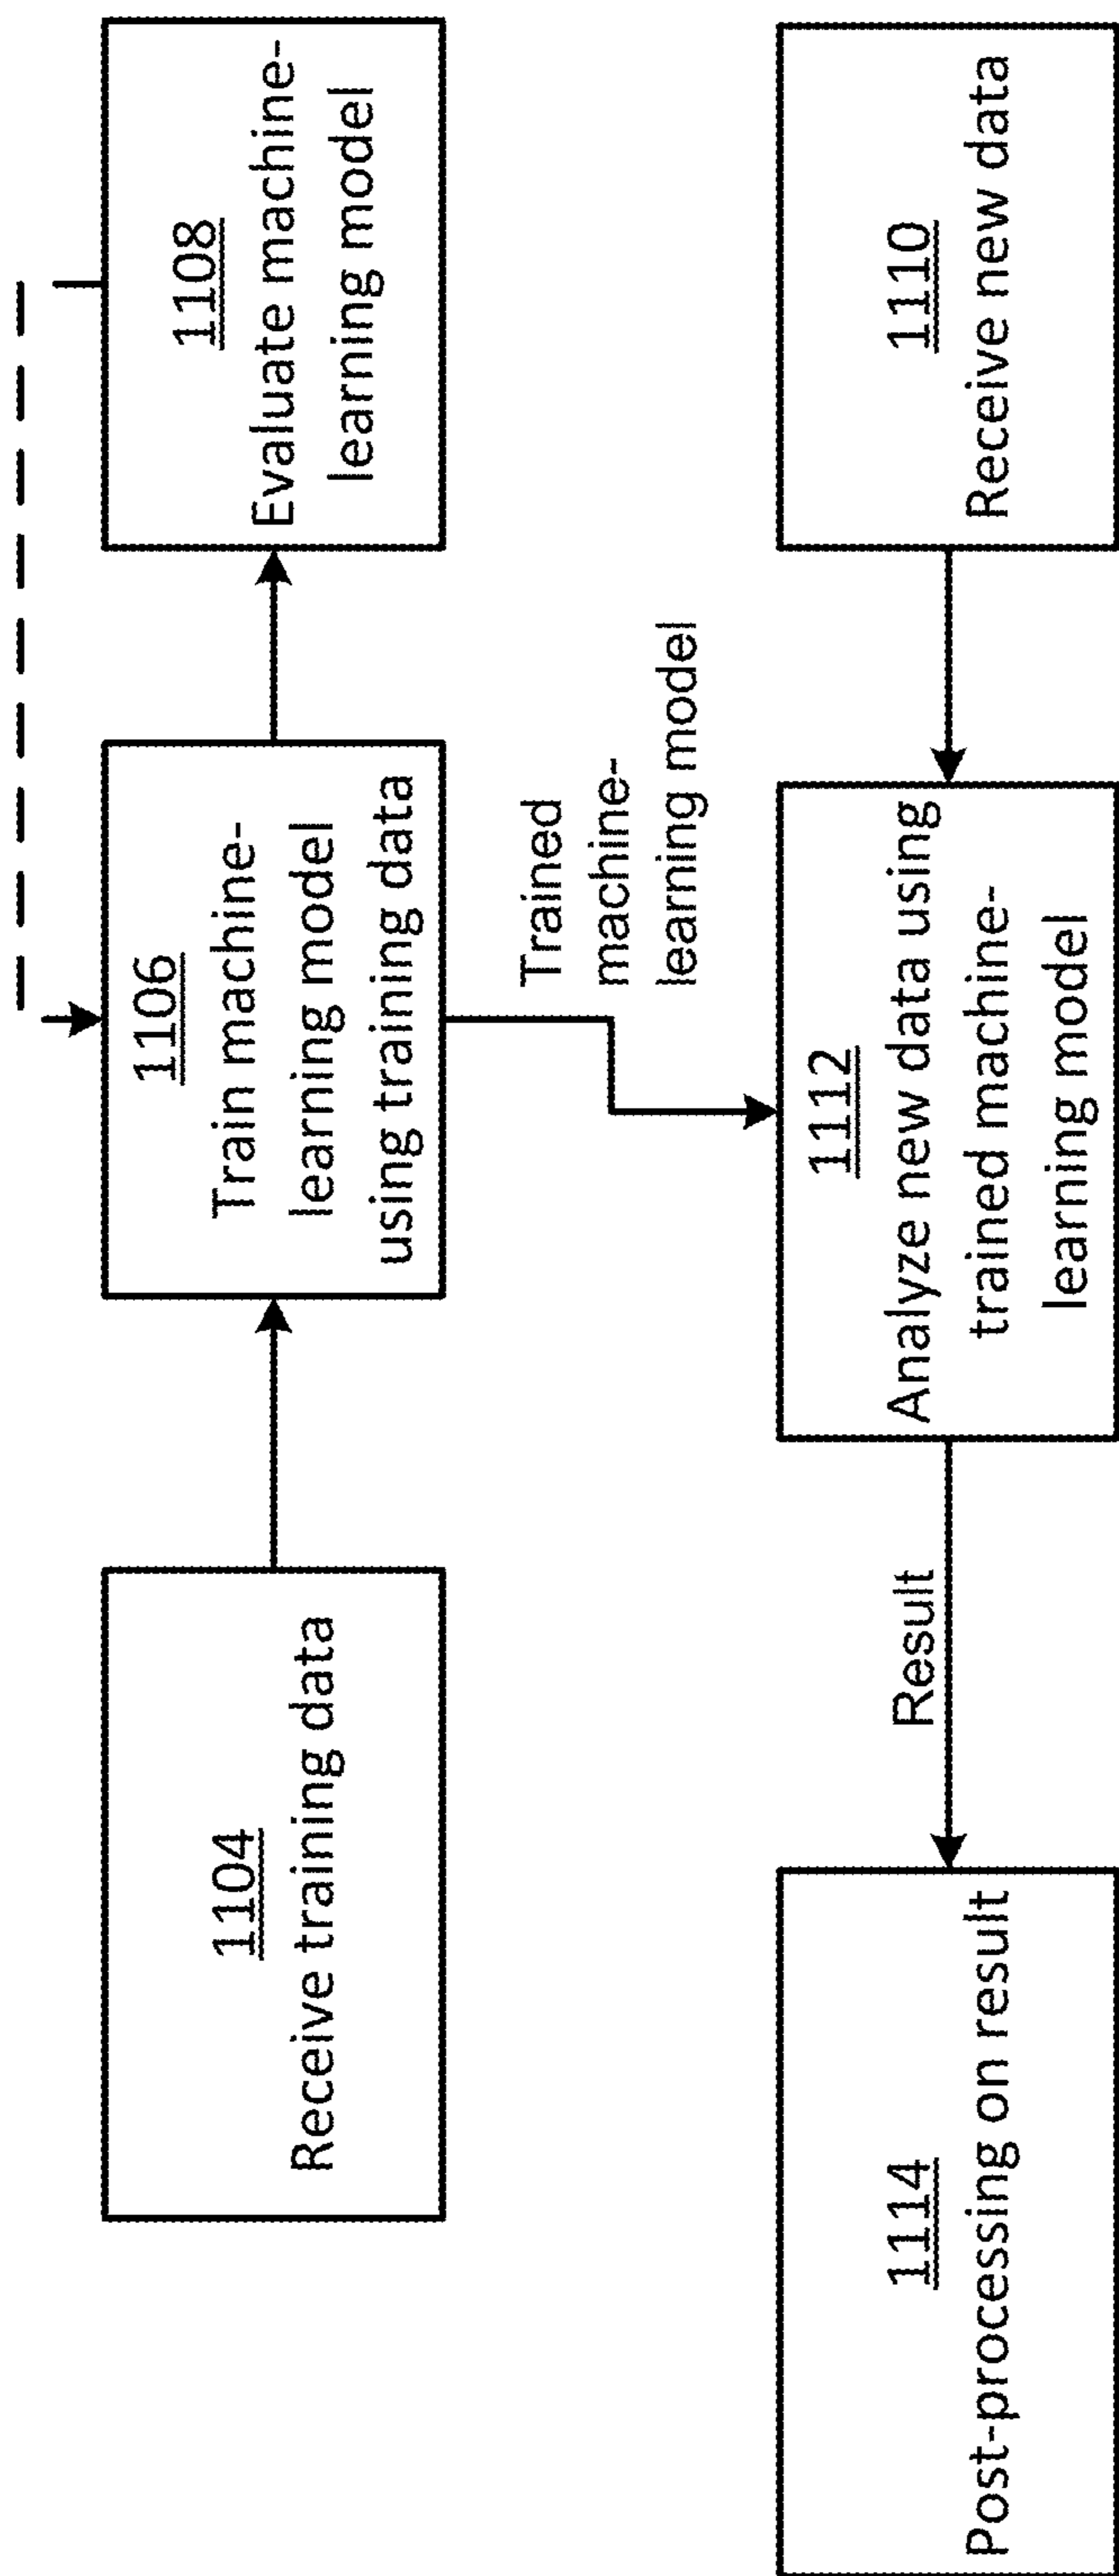 1104
Receive training data
1106
Train machine-
learning model
using training data
1108
Evaluate machine-
learning model
Trained
machine-
learning model
1114
Post-processing on result
Result
1112
Analyze new data using
trained machine-
learning model
1110
Receive new data